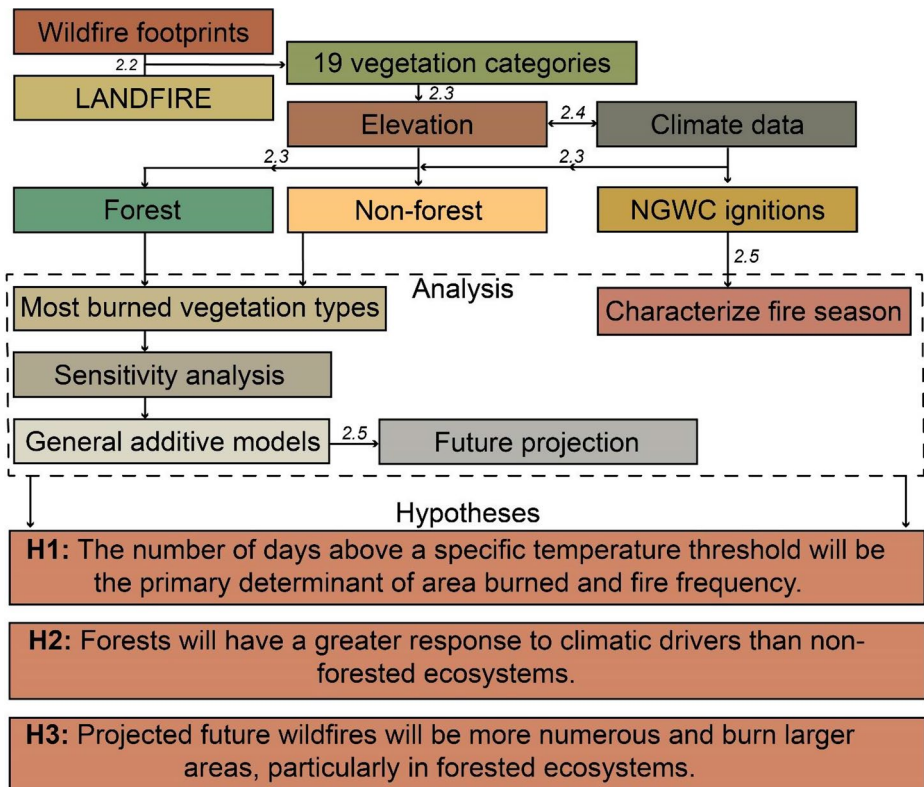 Wildfire footprints
2.2
19 vegetation categories
LANDFIRE
2.3
Elevation
2.4
Climate data
2.3
2.3
Forest
Non-forest
NGWC ignitions
2.5
Analysis
Most burned vegetation types
Characterize fire season
Sensitivity analysis
General additive models
2.5
Future projection
Hypotheses
H1: The number of days above a specific temperature threshold will be
the primary determinant of area burned and fire frequency.
H2: Forests will have a greater response to climatic drivers than non-
forested ecosystems.
H3: Projected future wildfires will be more numerous and burn larger
areas, particularly in forested ecosystems.